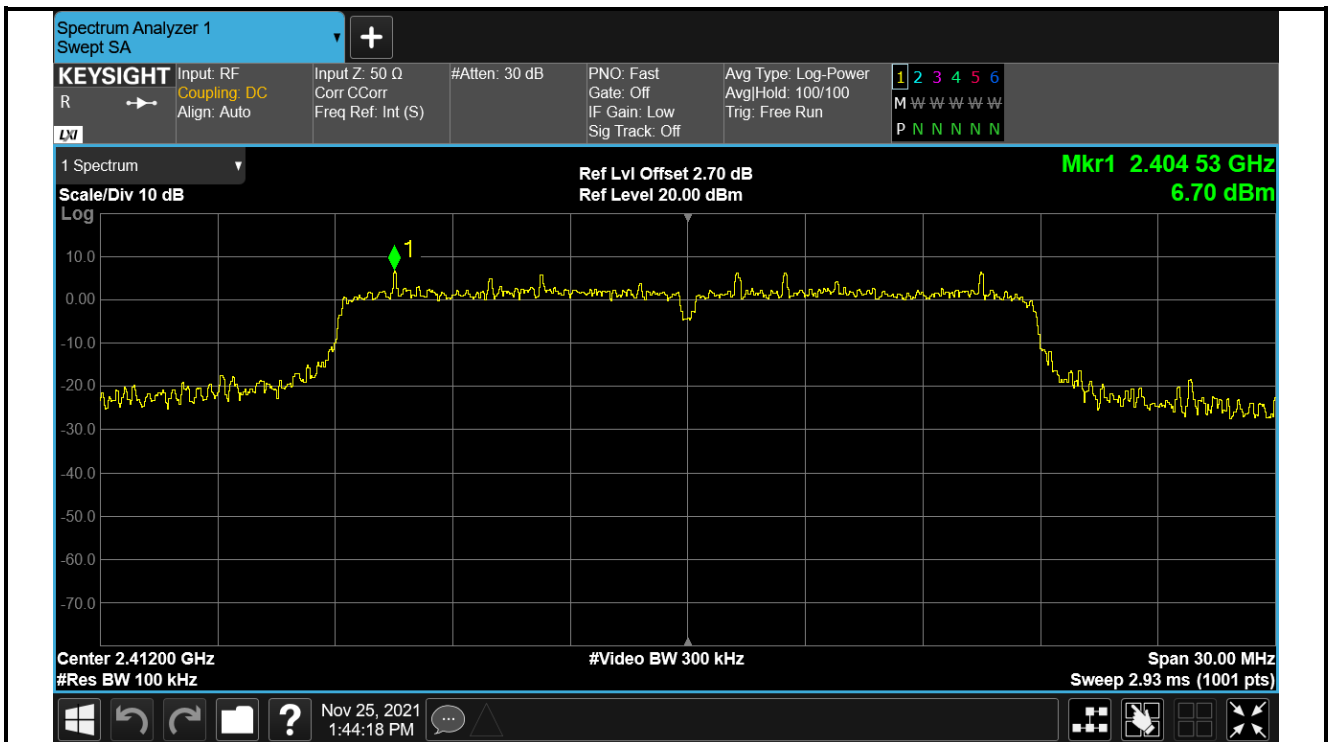 Spectrum Analyzer 1
Swept SA
+
KEYSIGHT
R
LXI
Input: RF
Coupling: DC
Align: Auto
Input Z: 50 Ω
Corr CCorr
Freq Ref: Int (S)
#Atten: 30 dB
PNO: Fast
Gate: Off
IF Gain: Low
Sig Track: Off
Avg Type: Log-Power
Avg|Hold: 100/100
Trig: Free Run
1 2 3 4 5 6
M W W W W W
P N N N N N
1 Spectrum
Scale/Div 10 dB
Ref Lvl Offset 2.70 dB
Ref Level 20.00 dBm
Mkr1 2.404 53 GHz
6.70 dBm
Log
1
10.0
0.00
-10.0
-20.0
-30.0
-40.0
-50.0
-60.0
-70.0
Center 2.41200 GHz
#Res BW 100 kHz
#Video BW 300 kHz
Span 30.00 MHz
Sweep 2.93 ms (1001 pts)
?
Nov 25, 2021
1:44:18 PM